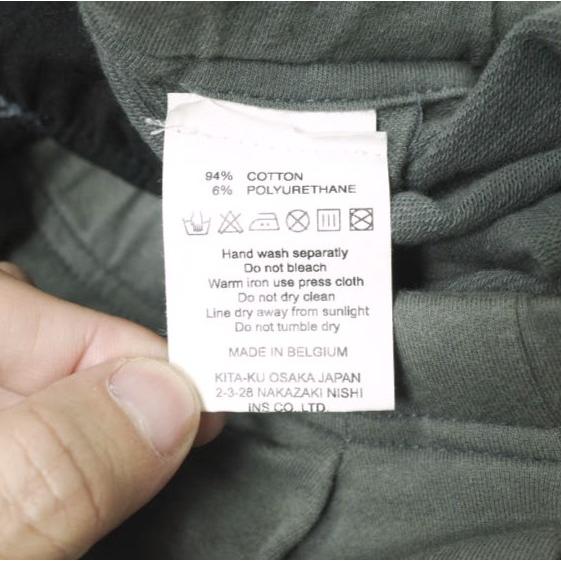 94% COTTON
6% POLYURETHANE
Hand wash separatly
Do not bleach
Warm iron use press cloth
Do not dry clean
Line dry away from sunlight
Do not tumble dry
MADE IN BELGIUM
KITA-KU OSAKA JAPAN
2-3-28 NAKAZAKI NISHI
INS CO. LTD.